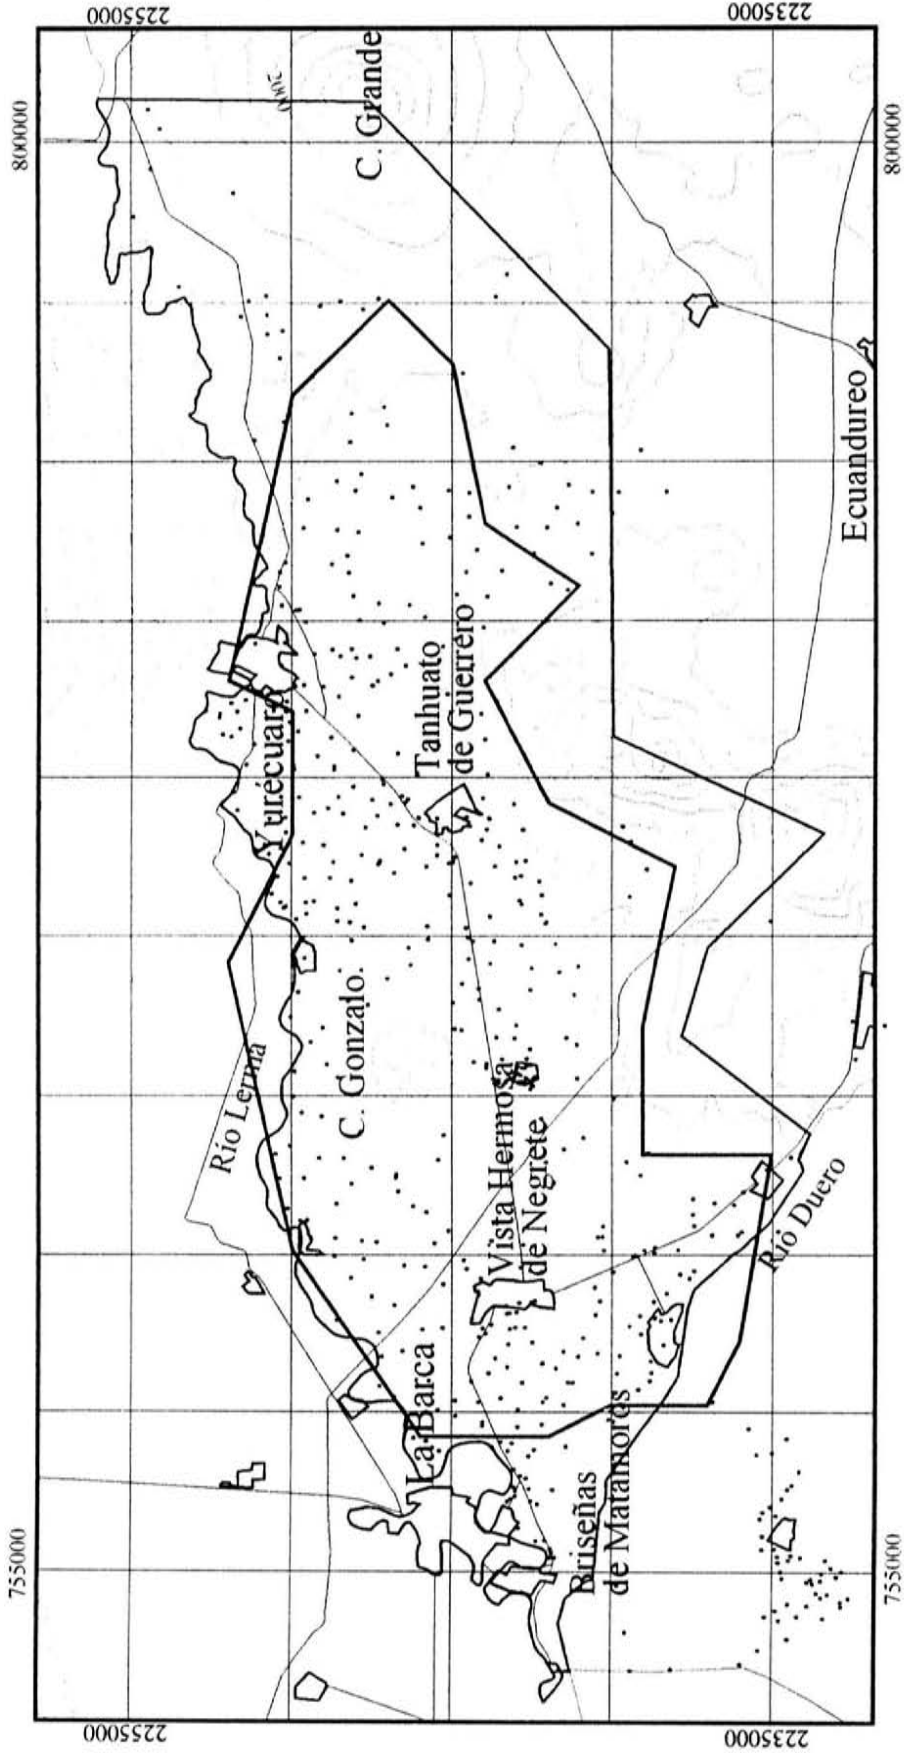 755000
800000
2255000
2255000
2000
C. Grande
Río Lerma
Yurécuaro
C. Gonzalo.
La Barca
Tanhuato
de Guerrero
Vista Hermosa
de Negrete
Briseñas
de Matamoros
Río Duero
Ecuandureo
2235000
2235000
755000
800000